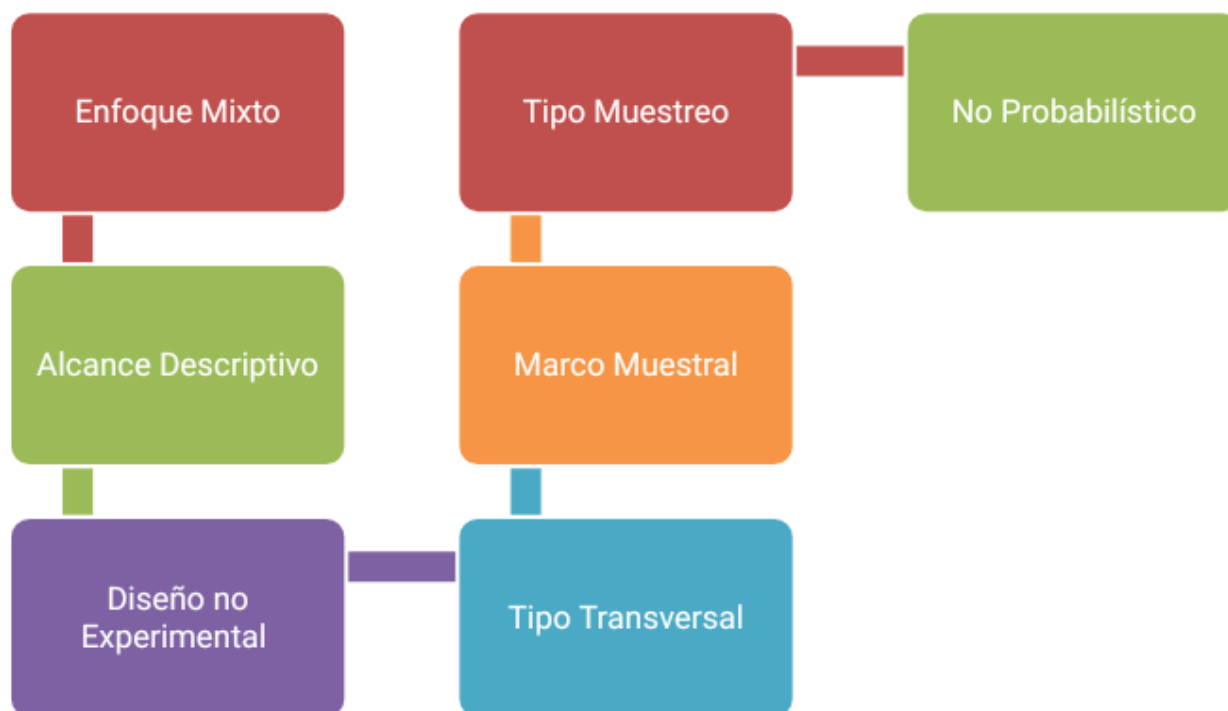 Enfoque Mixto
Alcance Descriptivo
Diseño no
Experimental
Tipo Transversal
Marco Muestral
Tipo Muestreo
No Probabilístico